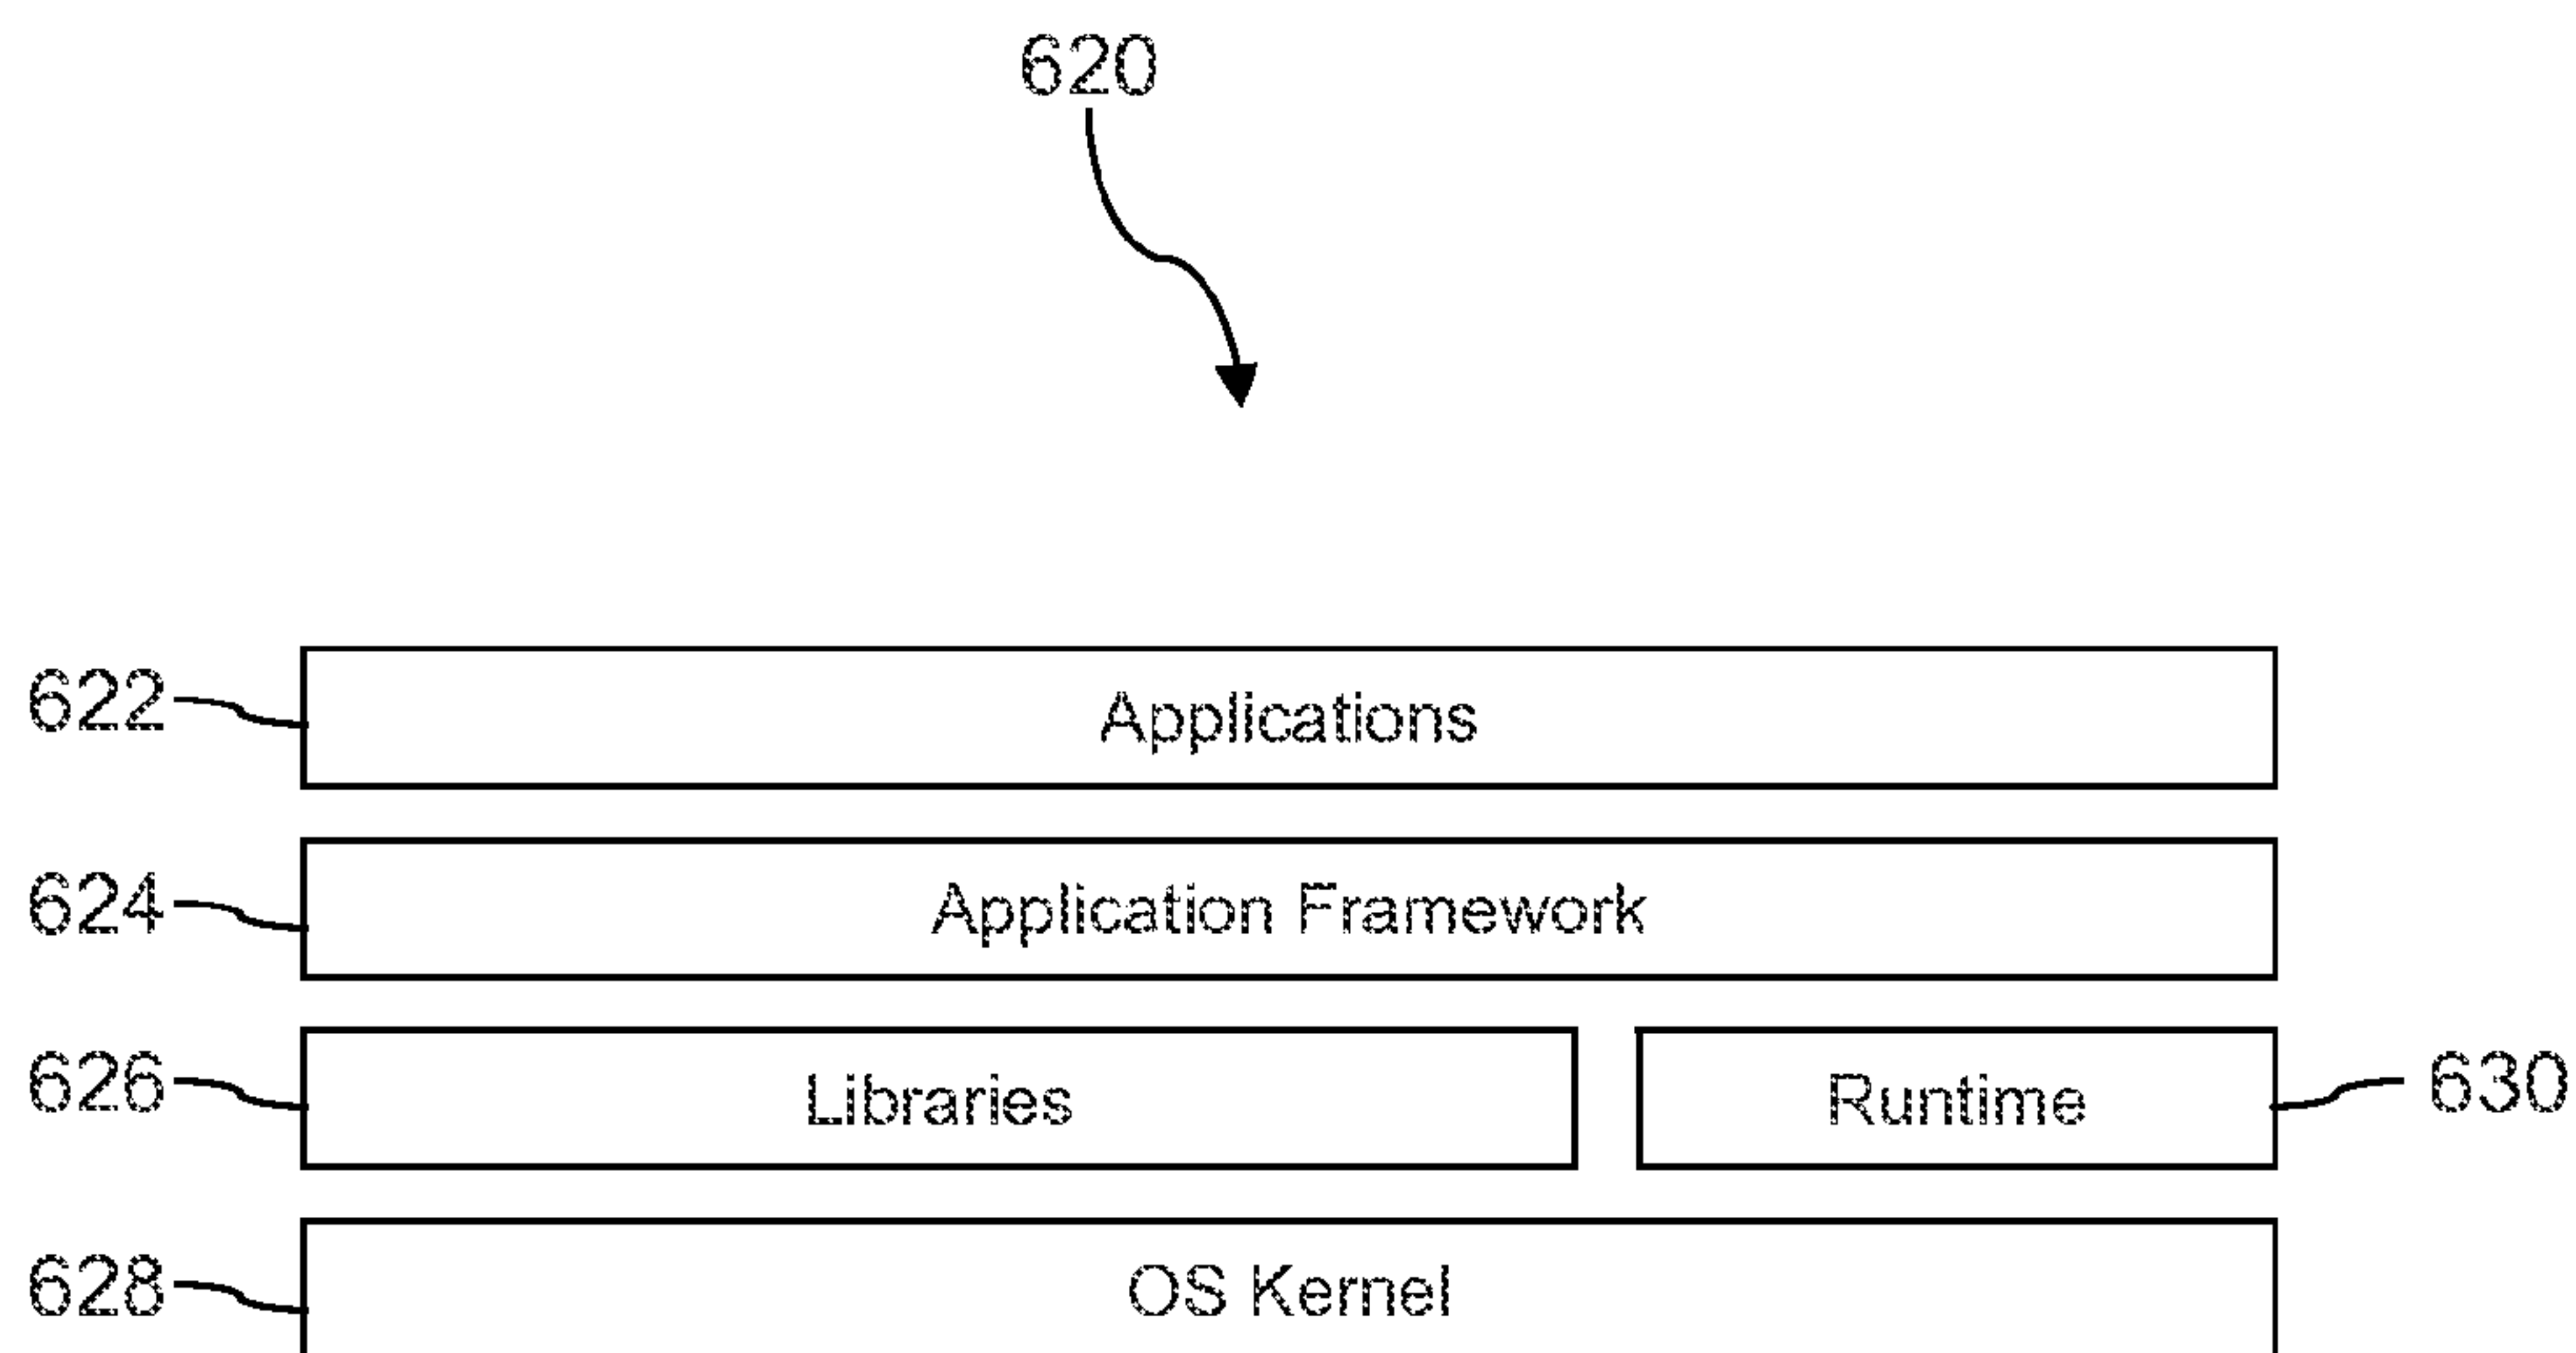 620
622 Applications
624 Application Framework
626 Libraries Runtime 630
628 OS Kernel